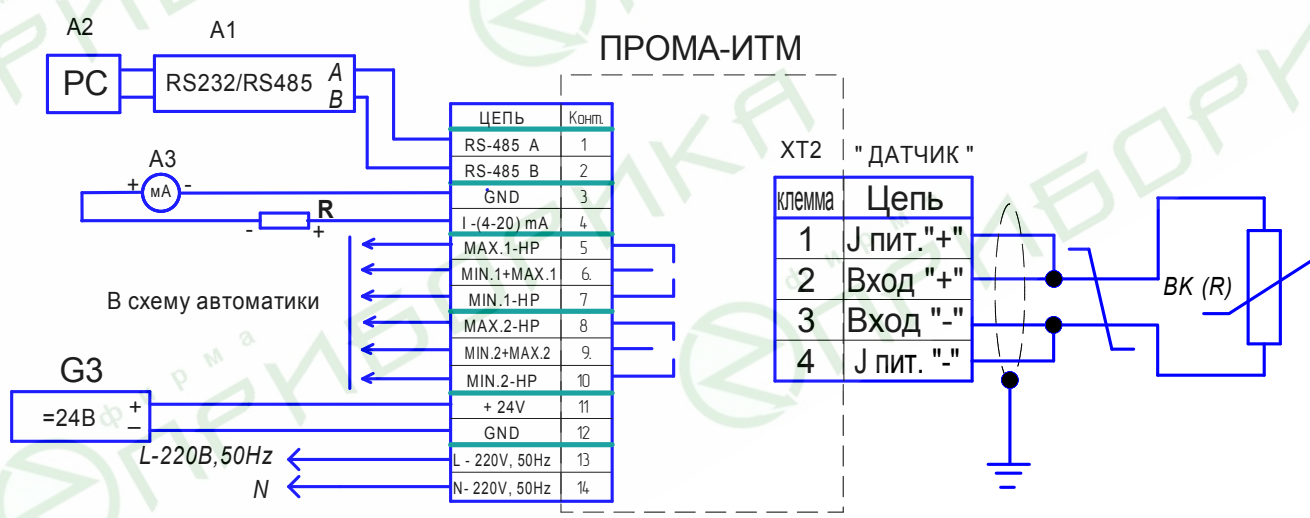 A2
A1
ПРОМА-ИТМ
PC
RS232/RS485 A
B
ЦЕПЬ Конт.
RS-485 A 1
RS-485 B 2
GND 3
I -(4-20) mA 4
MAX.1-HP 5
MIN.1+MAX.1 6.
MIN.1-HP 7
MAX.2-HP 8
MIN.2+MAX.2 9.
MIN.2-HP 10
+ 24V 11
GND 12
L - 220V, 50Hz 13
N- 220V, 50Hz 14
A3
+ мА -
R
- +
В схему автоматики
G3
=24В + –
L-220В,50Hz
N
XT2 " ДАТЧИК "
клемма Цепь
1 J пит."+"
2 Вход "+"
3 Вход "-"
4 J пит. "-"
BK (R)
фирма
ПРИБОРИКА